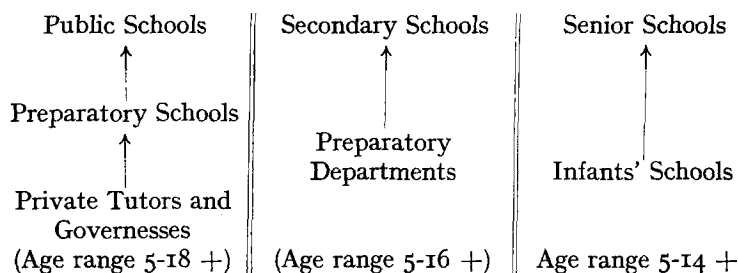 Public Schools
Preparatory Schools
Private Tutors and
Governesses
(Age range 5-18 +)
Secondary Schools
Preparatory
Departments
(Age range 5-16 +)
Senior Schools
Infants' Schools
Age range 5-14 +